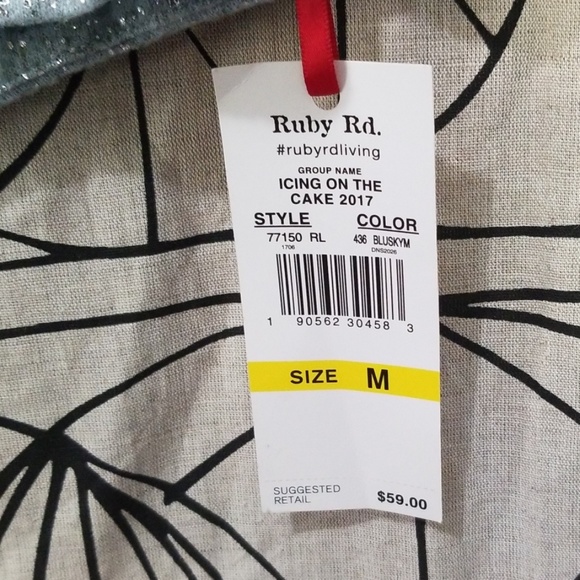 Ruby Rd.
#rubyrdliving
GROUP NAME
ICING ON THE
CAKE 2017
STYLE COLOR
77150 RL 436 BLUSKYM
1706 DNS2026
1 90562 30458 3
SIZE M
SUGGESTED
RETAIL $59.00